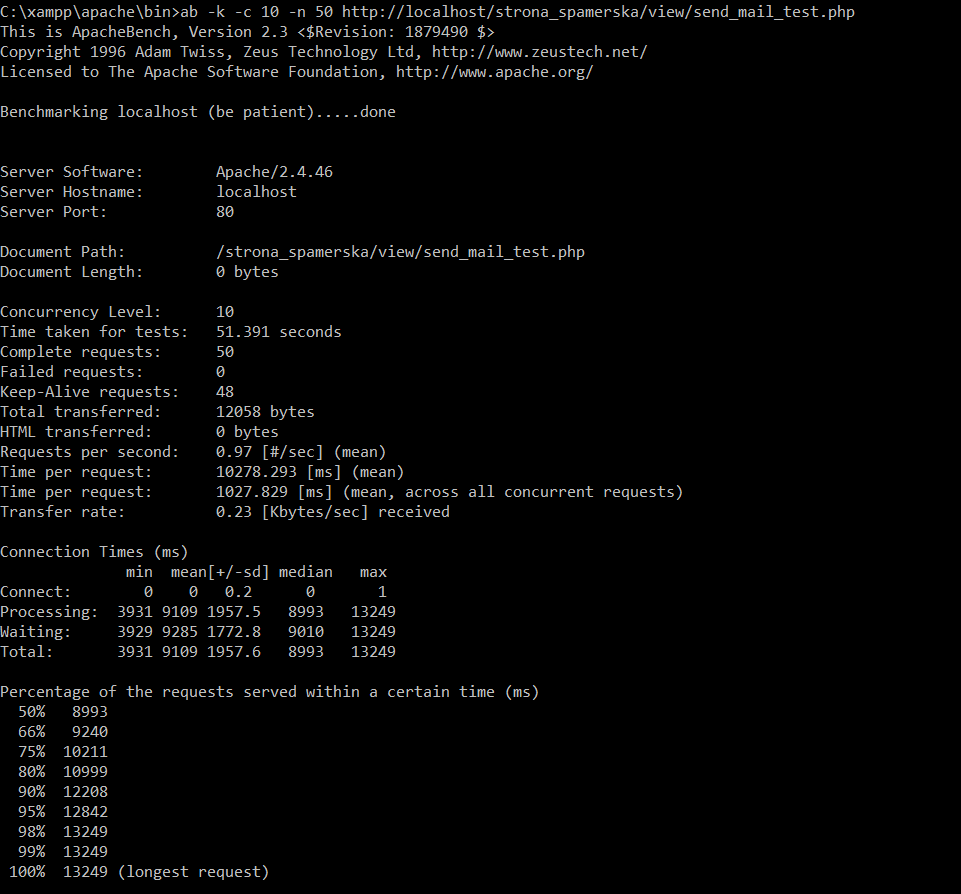 C:\xampp\apache\bin>ab -k -c 10 -n 50 http://localhost/strona_spamerska/view/send_mail_test.php
This is ApacheBench, Version 2.3 <$Revision: 1879490 $>
Copyright 1996 Adam Twiss, Zeus Technology Ltd, http://www.zeustech.net/
Licensed to The Apache Software Foundation, http://www.apache.org/

Benchmarking localhost (be patient).....done


Server Software:        Apache/2.4.46
Server Hostname:        localhost
Server Port:            80

Document Path:          /strona_spamerska/view/send_mail_test.php
Document Length:        0 bytes

Concurrency Level:      10
Time taken for tests:   51.391 seconds
Complete requests:      50
Failed requests:        0
Keep-Alive requests:    48
Total transferred:      12058 bytes
HTML transferred:       0 bytes
Requests per second:    0.97 [#/sec] (mean)
Time per request:       10278.293 [ms] (mean)
Time per request:       1027.829 [ms] (mean, across all concurrent requests)
Transfer rate:          0.23 [Kbytes/sec] received

Connection Times (ms)
              min  mean[+/-sd] median   max
Connect:        0    0   0.2      0       1
Processing:  3931 9109 1957.5   8993   13249
Waiting:     3929 9285 1772.8   9010   13249
Total:       3931 9109 1957.6   8993   13249

Percentage of the requests served within a certain time (ms)
  50%   8993
  66%   9240
  75%  10211
  80%  10999
  90%  12208
  95%  12842
  98%  13249
  99%  13249
 100%  13249 (longest request)